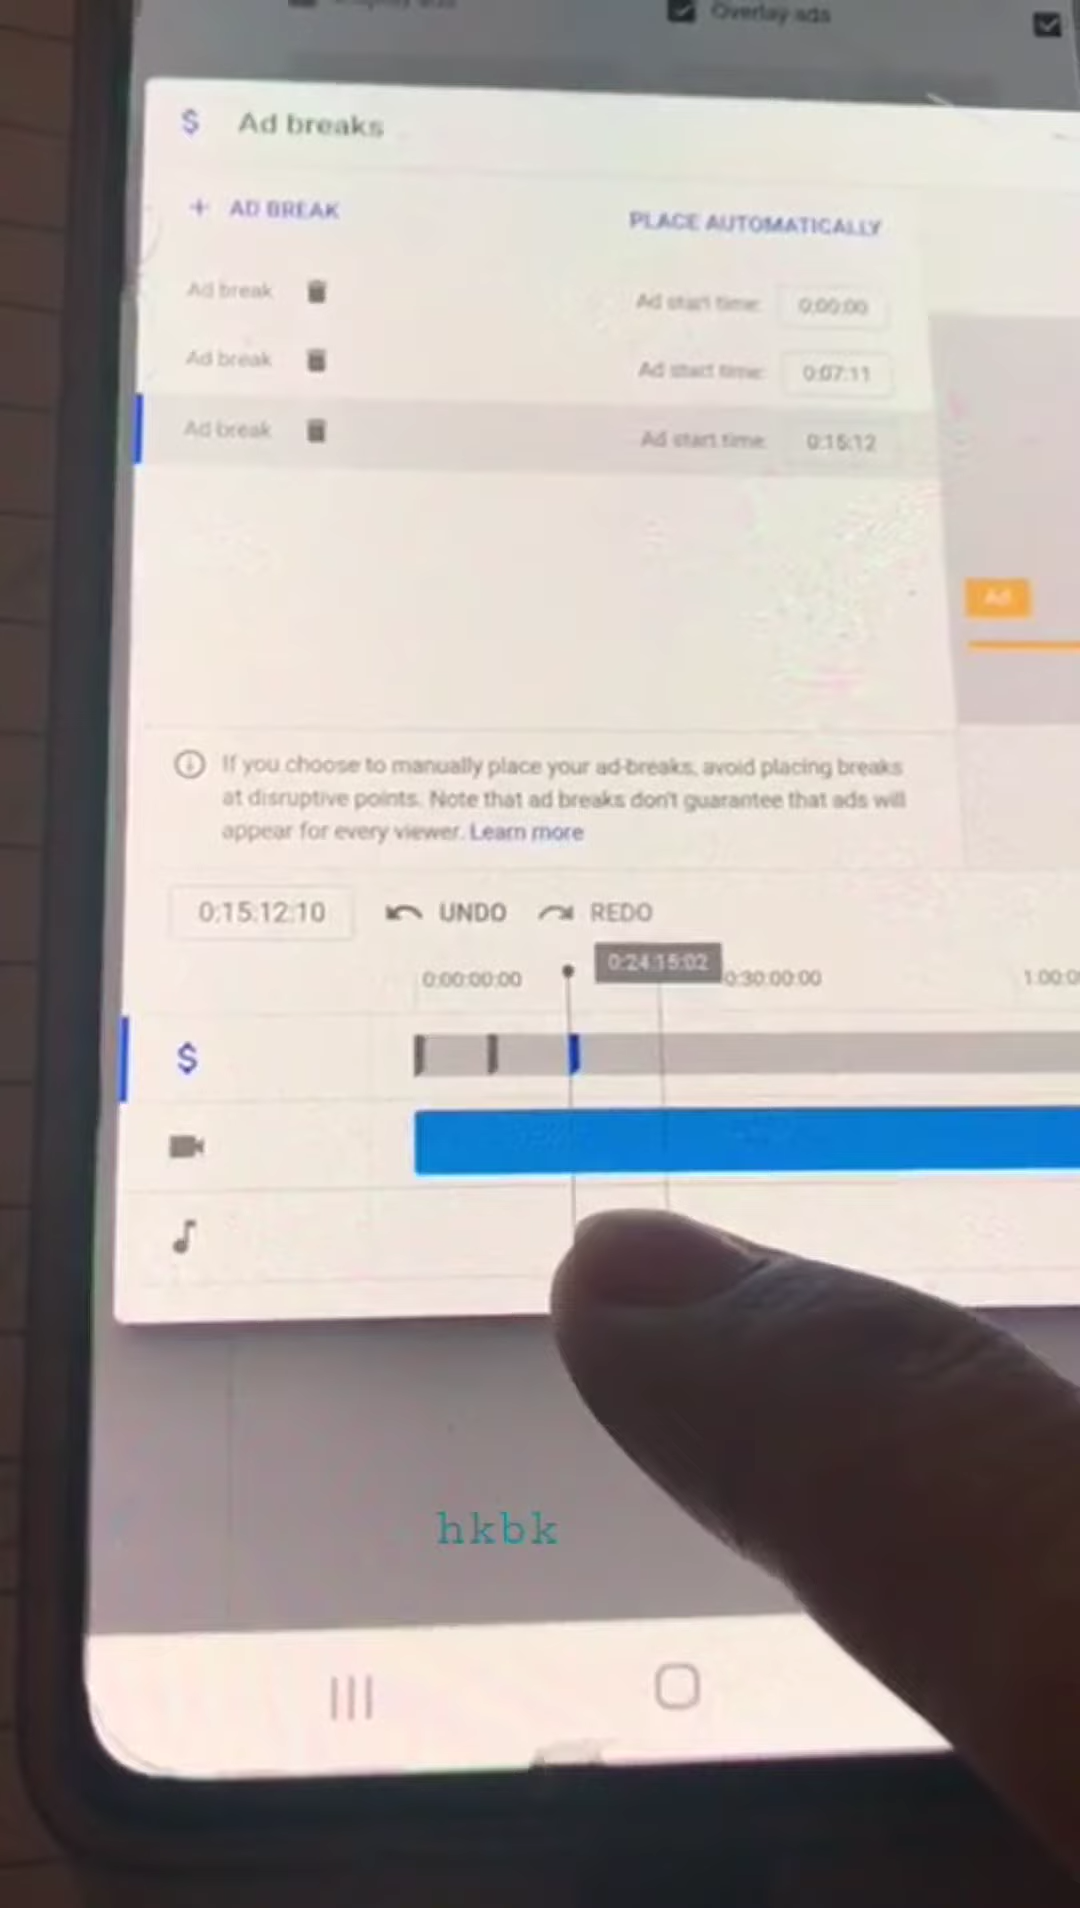 Overlay ads
$ Ad breaks
+ AD BREAK
PLACE AUTOMATICALLY
Ad break
Ad start time: 0:00:00
Ad break
Ad start time: 0:07:11
Ad break
Ad start time: 0:15:12
Ad
If you choose to manually place your ad-breaks, avoid placing breaks
at disruptive points. Note that ad breaks don't guarantee that ads will
appear for every viewer. Learn more
0:15:12:10 UNDO REDO
0:24:15:02
0:00:00:00 0:30:00:00 1:00:0
$
hkbk